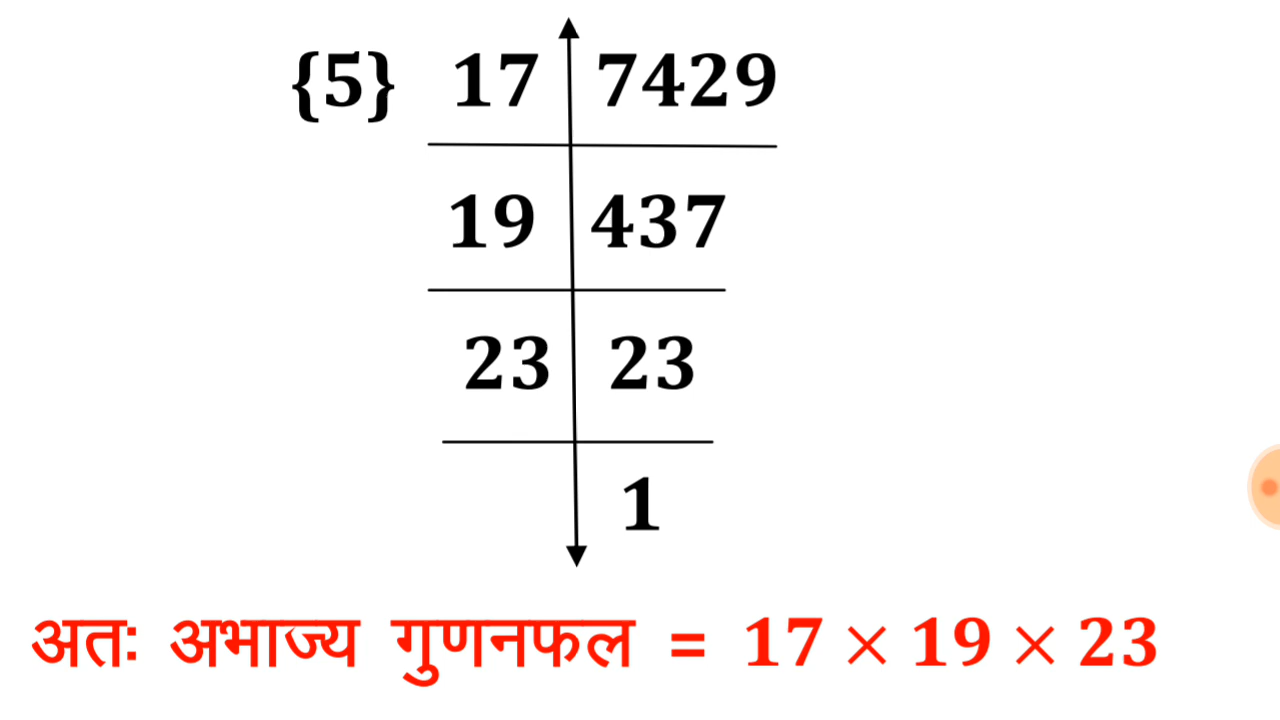 {5} 17 7429
19 437
23 23
1
अतः अभाज्य गुणनफल = 17 × 19 × 23